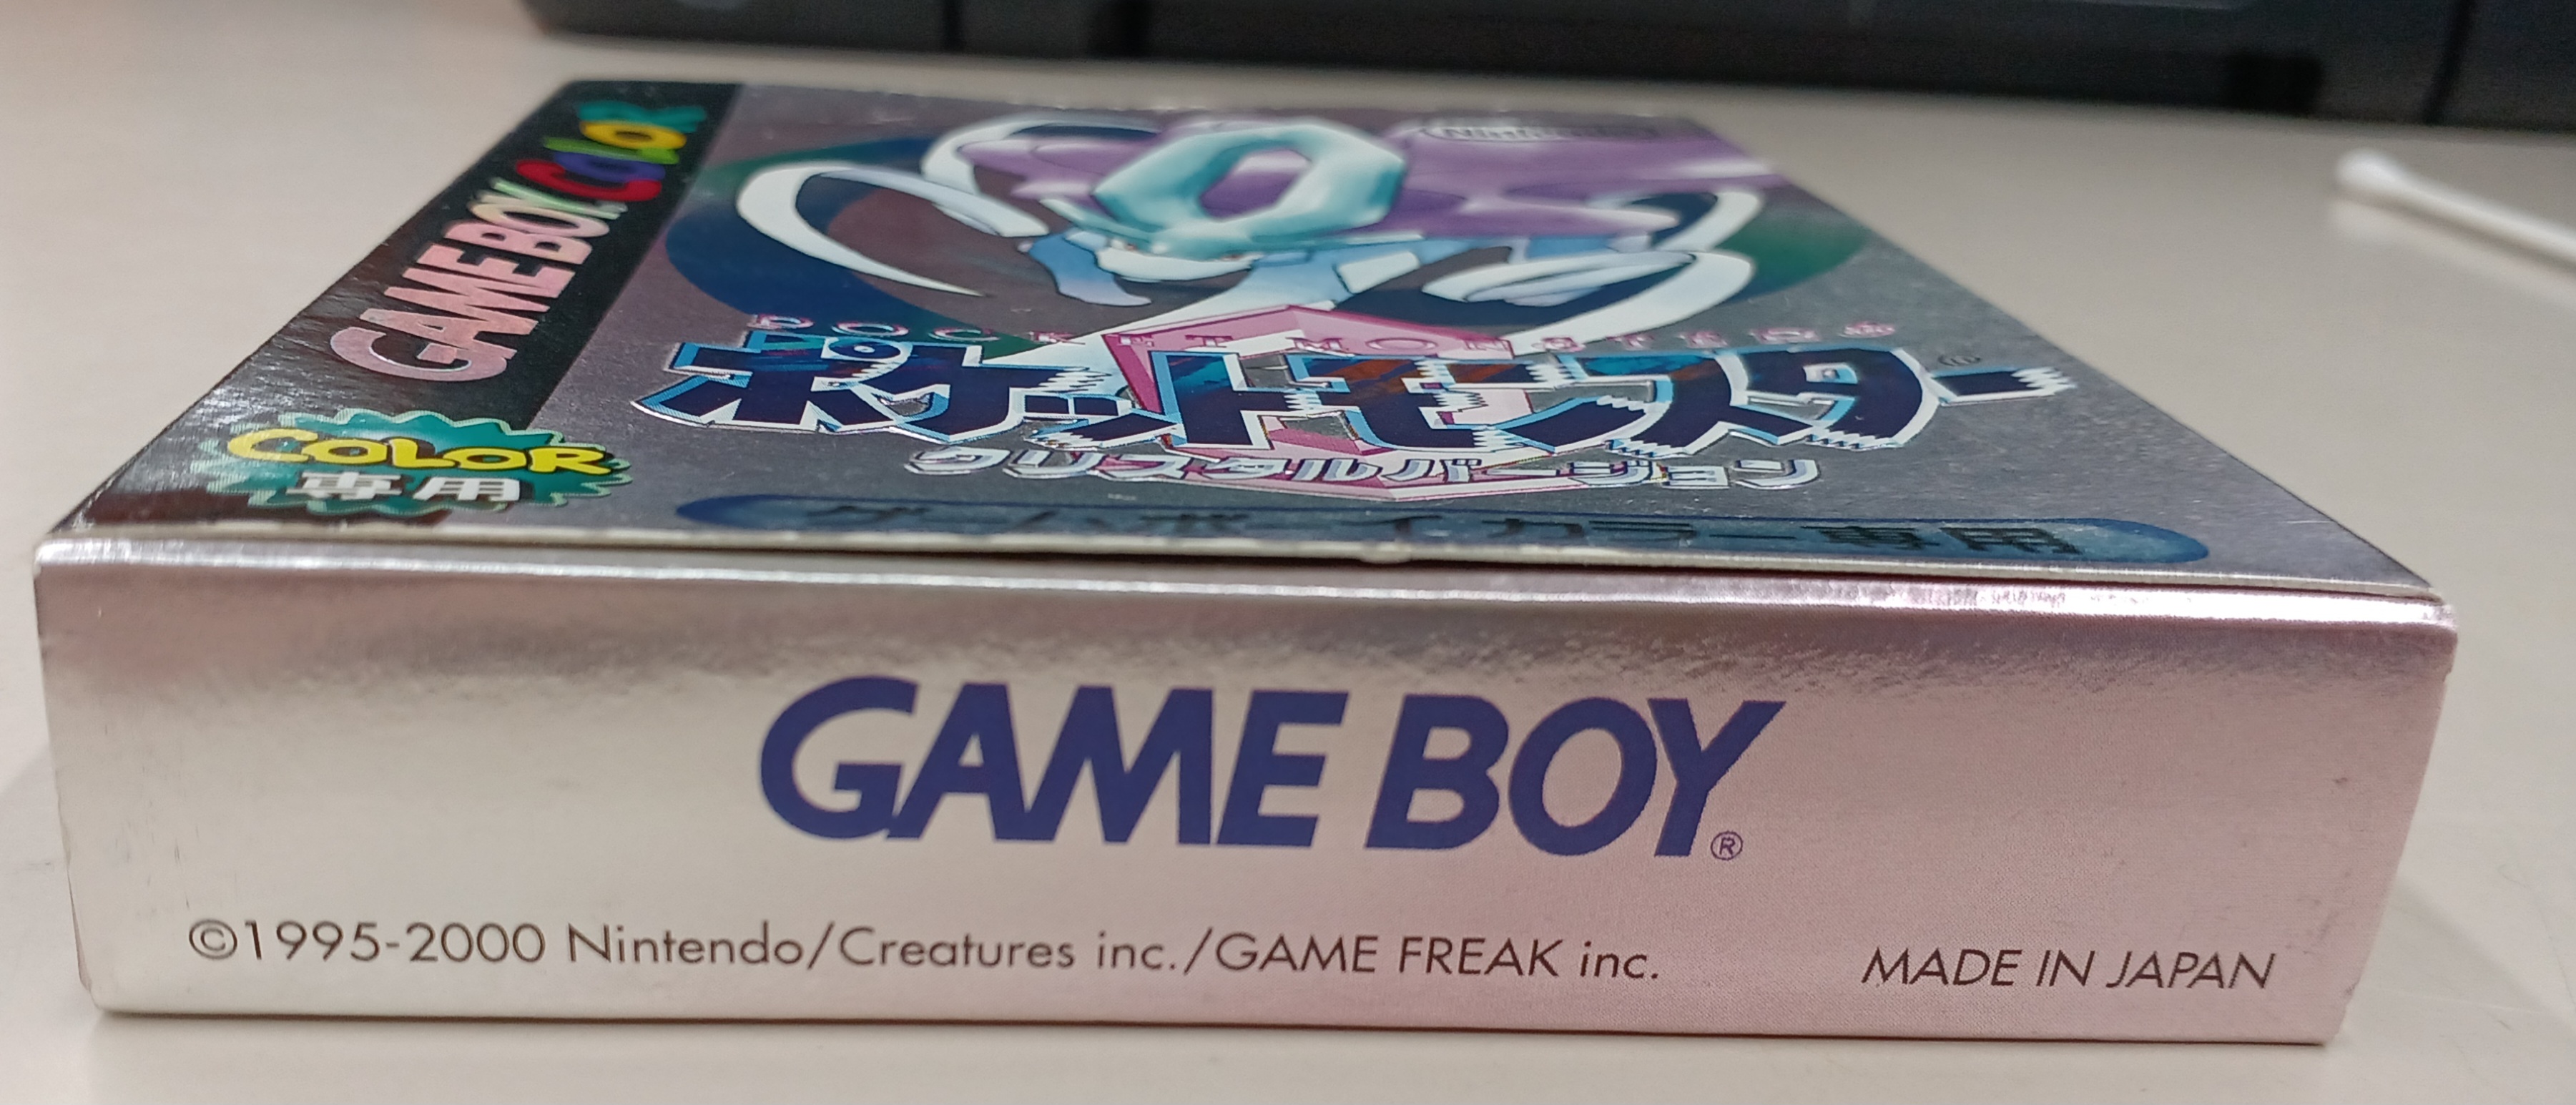 Nintendo
GAME BOY COLOR
POCKET MONSTERS
ポケットモンスター
クリスタルバージョン
COLOR
専用
ゲームボーイカラー専用
GAME BOY®
©1995-2000 Nintendo/Creatures inc./GAME FREAK inc.
MADE IN JAPAN